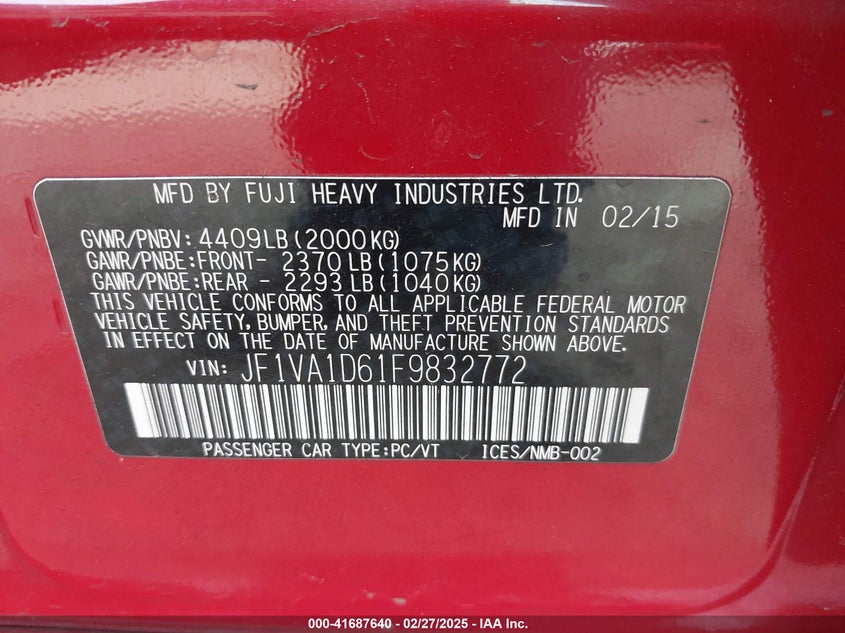 MFD BY FUJI HEAVY INDUSTRIES LTD.
MFD IN 02/15
GVWR/PNBV: 4409LB(2000KG)
GAWR/PNBE:FRONT- 2370LB(1075KG)
GAWR/PNBE:REAR - 2293LB(1040KG)
THIS VEHICLE CONFORMS TO ALL APPLICABLE FEDERAL MOTOR
VEHICLE SAFETY, BUMPER, AND THEFT PREVENTION STANDARDS
IN EFFECT ON THE DATE OF MANUFACTURE SHOWN ABOVE.
VIN: JF1VA1D61F9832772
PASSENGER CAR TYPE:PC/VT ICES/NMB-002
000-41687640 - 02/27/2025 - IAA Inc.